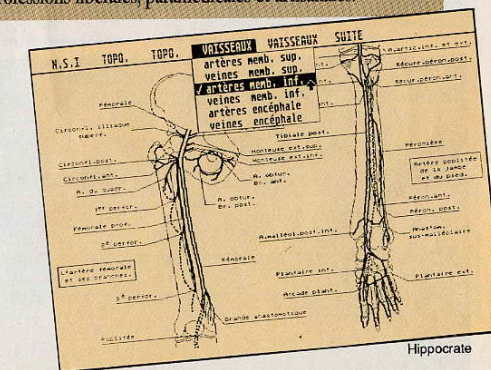 professions libérales, paramédicales et artisanales.
N.S.I TOPO. TOPO. VAISSEAUX VAISSEAUX SUITE
artères memb. sup.
veines memb. sup.
√ artères memb. inf.
veines memb. inf.
artères encéphale
veines encéphale
Fémorale
Circonfl. illiaque
superf.
Circonfl.post.
Circonfl.ant.
A. du quadr.
1er perfor.
Fémorale prof.
2è perfor.
L'artère fémorale
et ses branches.
3è perfor.
Poplitée
Honteuse ext.sup.
Honteuse ext.inf.
A. obtur.
Br. ant.
A. obtur.
Br. post.
Fémorale
Grande anastomotique
A.artic.inf. et ext.
Récurr.péron.ant.
Récur.péron.post.
Tibiale post.
Péronière
Artère poplitée
de la jambe
et du pied.
Péron.ant.
Péron. post.
Anastom.
sus-malléolaire
A.malléol.post.int.
Plantaire int.
Arcade plant.
Plantaire ext.
Hippocrate